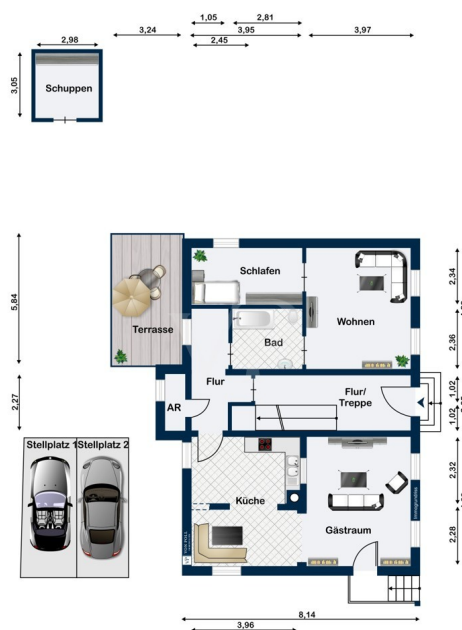 1,05
2,81
3,24
3,95
3,97
2,45
2,98
3,05
Schuppen
5,84
2,34
Schlafen
Wohnen
Terrasse
Bad
2,36
Flur
Flur/
Treppe
1,02
1,02
2,27
AR
Stellplatz 1
Stellplatz 2
2,32
Küche
Gästraum
2,28
VON POLL
8,14
3,96